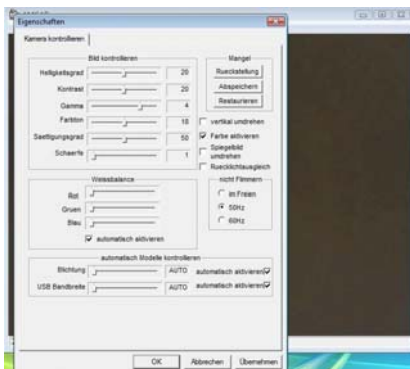 Eigenschaften
Kamera kontrollieren
Bild kontrollieren
Helligkeitsgrad 20
Kontrast 20
Gamma 4
Farbton 10
Saettigungsgrad 50
Schaerfe 1
Mangel
Rueckstellung
Abspeichern
Restaurieren
vertikal umdrehen
Farbe aktivieren
Spiegelbild
umdrehen
Ruecklichtausgleich
Weissbalance
Rot
Gruen
Blau
automatisch aktivieren
nicht Flimmern
im Freien
50Hz
60Hz
automatisch Modelle kontrollieren
Blichtung AUTO automatisch aktivieren
USB Bandbreite AUTO automatisch aktivieren
OK Abbrechen Übernehmen